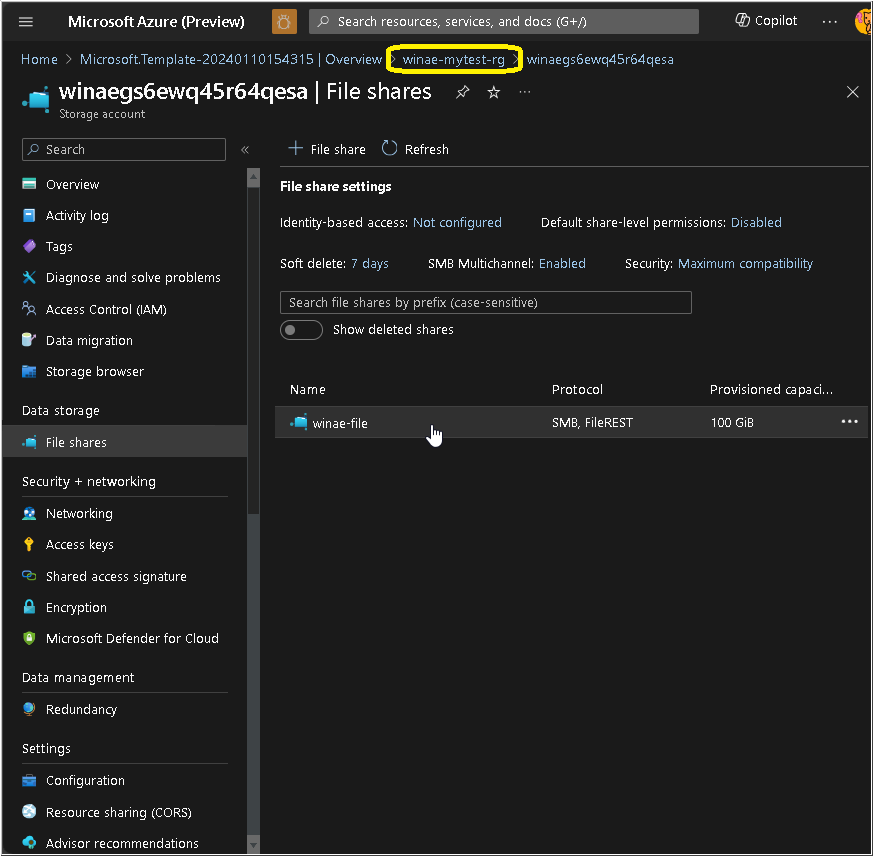 Microsoft Azure (Preview)
Search resources, services, and docs (G+/)
Copilot
Home > Microsoft.Template-20240110154315 | Overview > winae-mytest-rg > winaegs6ewq45r64qesa
winaegs6ewq45r64qesa | File shares
Storage account
Search
File share
Refresh
Overview
Activity log
Tags
Diagnose and solve problems
Access Control (IAM)
Data migration
Storage browser
Data storage
File shares
Security + networking
Networking
Access keys
Shared access signature
Encryption
Microsoft Defender for Cloud
Data management
Redundancy
Settings
Configuration
Resource sharing (CORS)
Advisor recommendations
File share settings
Identity-based access: Not configured
Default share-level permissions: Disabled
Soft delete: 7 days
SMB Multichannel: Enabled
Security: Maximum compatibility
Search file shares by prefix (case-sensitive)
Show deleted shares
Name Protocol Provisioned capaci...
winae-file SMB, FileREST 100 GiB